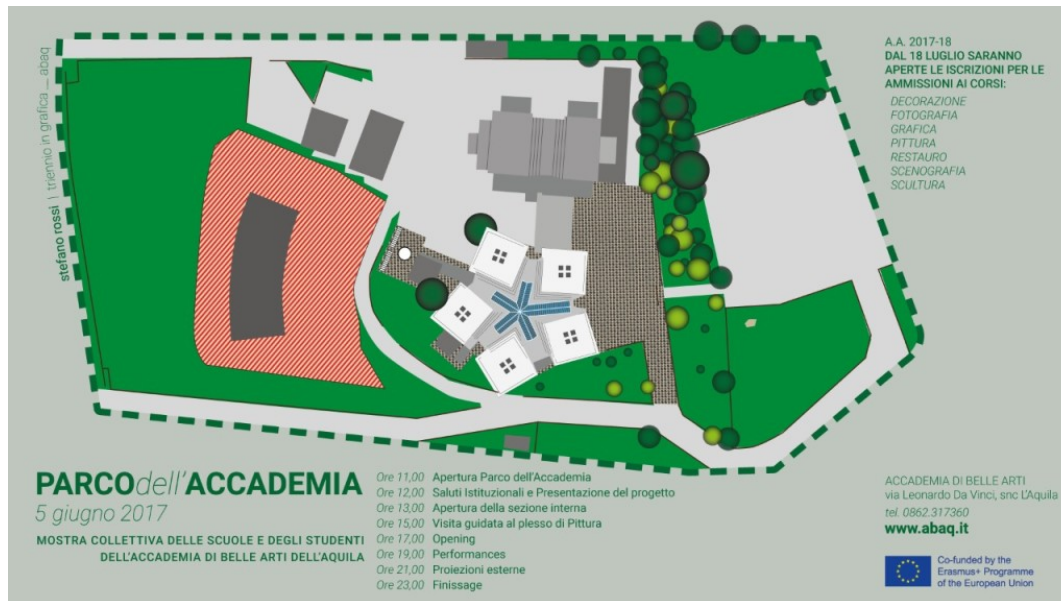 stefano rossi | triennio in grafica __ abaq
A.A. 2017-18
DAL 18 LUGLIO SARANNO
APERTE LE ISCRIZIONI PER LE
AMMISSIONI AI CORSI:
DECORAZIONE
FOTOGRAFIA
GRAFICA
PITTURA
RESTAURO
SCENOGRAFIA
SCULTURA
PARCOdell'ACCADEMIA
5 giugno 2017
MOSTRA COLLETTIVA DELLE SCUOLE E DEGLI STUDENTI
DELL'ACCADEMIA DI BELLE ARTI DELL'AQUILA
Ore 11,00 Apertura Parco dell'Accademia
Ore 12,00 Saluti Istituzionali e Presentazione del progetto
Ore 13,00 Apertura della sezione interna
Ore 15,00 Visita guidata al plesso di Pittura
Ore 17,00 Opening
Ore 19,00 Performances
Ore 21,00 Proiezioni esterne
Ore 23,00 Finissage
ACCADEMIA DI BELLE ARTI
via Leonardo Da Vinci, snc L'Aquila
tel. 0862.317360
www.abaq.it
Co-funded by the
Erasmus+ Programme
of the European Union